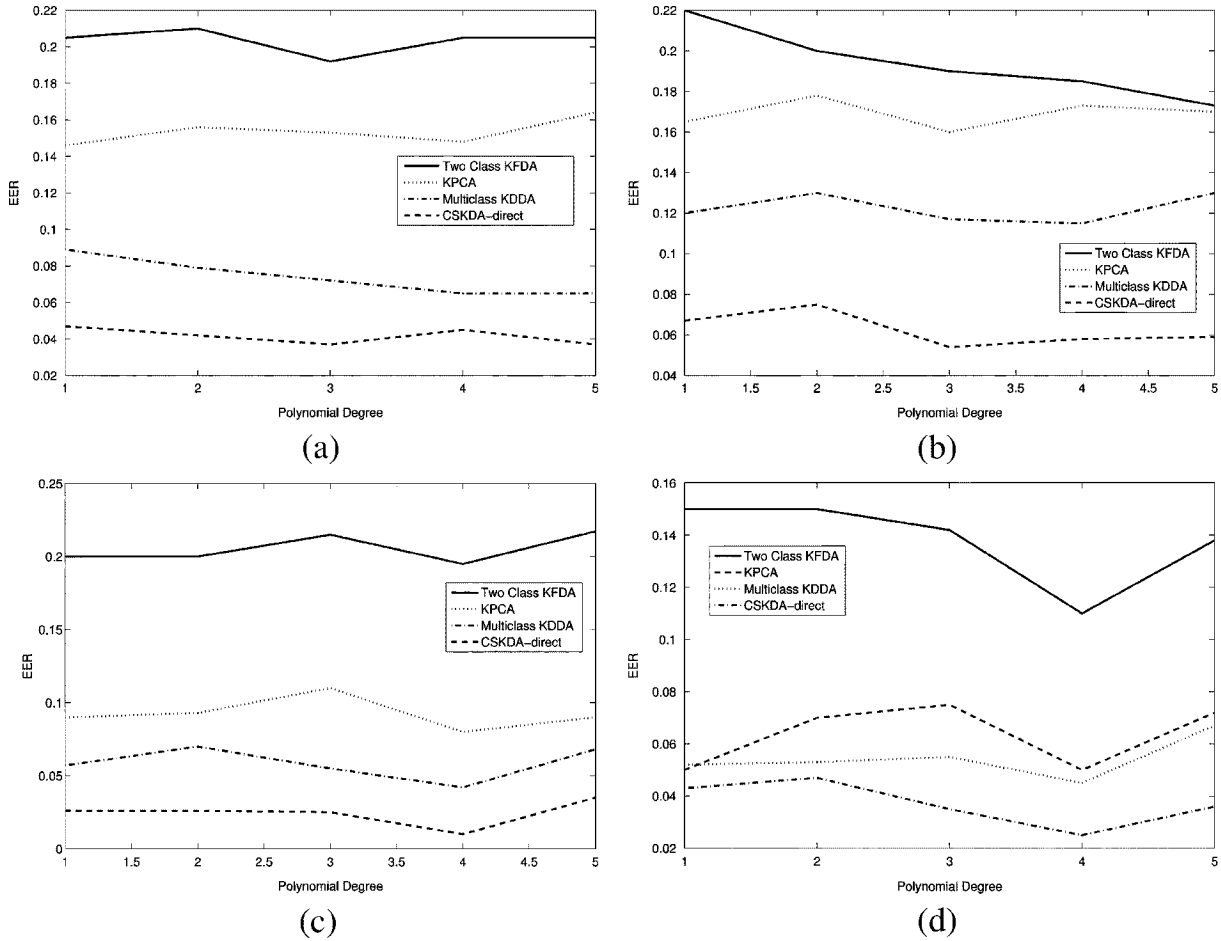 0.22
0.2
0.18
0.16
0.14
0.12
0.1
0.08
0.06
0.04
0.02
EER
Two Class KFDA
KPCA
Multiclass KDDA
CSKDA-direct
1 2 3 4 5
Polynomial Degree
(a)
0.22
0.2
0.18
0.16
0.14
0.12
0.1
0.08
0.06
0.04
EER
Two Class KFDA
KPCA
Multiclass KDDA
CSKDA-direct
1 1.5 2 2.5 3 3.5 4 4.5 5
Polynomial Degree
(b)
0.25
0.2
0.15
0.1
0.05
0
EER
Two Class KFDA
KPCA
Multiclass KDDA
CSKDA-direct
1 1.5 2 2.5 3 3.5 4 4.5 5
Polynomial Degree
(c)
0.16
0.14
0.12
0.1
0.08
0.06
0.04
0.02
EER
Two Class KFDA
KPCA
Multiclass KDDA
CSKDA-direct
1 2 3 4 5
Polynomial Degree
(d)